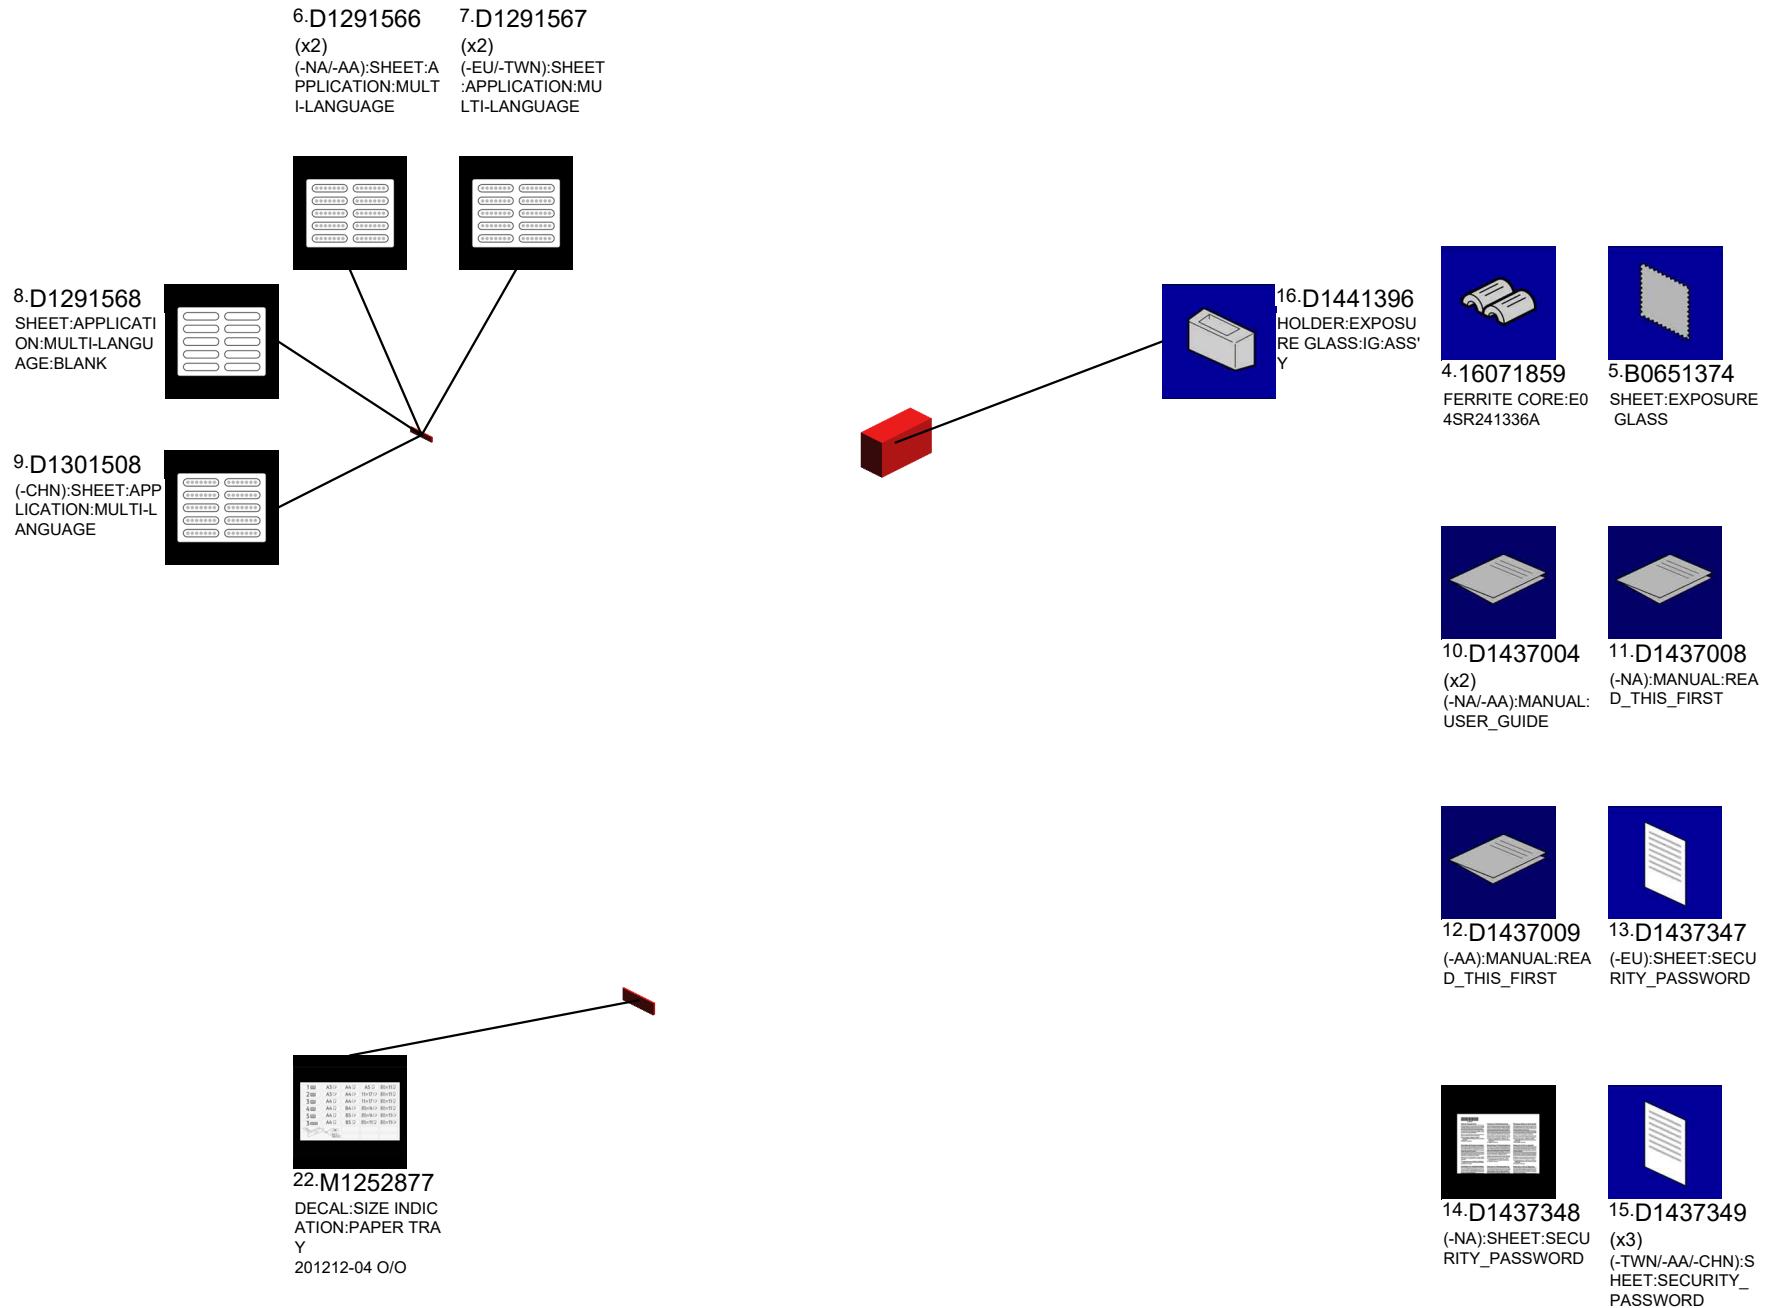 6.D1291566
(x2)
(-NA/-AA):SHEET:A
PPLICATION:MULT
I-LANGUAGE
7.D1291567
(x2)
(-EU/-TWN):SHEET
:APPLICATION:MU
LTI-LANGUAGE
8.D1291568
SHEET:APPLICATI
ON:MULTI-LANGU
AGE:BLANK
9.D1301508
(-CHN):SHEET:APP
LICATION:MULTI-L
ANGUAGE
16.D1441396
HOLDER:EXPOSU
RE GLASS:IG:ASS'
Y
4.16071859
FERRITE CORE:E0
4SR241336A
5.B0651374
SHEET:EXPOSURE
GLASS
10.D1437004
(x2)
(-NA/-AA):MANUAL:
USER_GUIDE
11.D1437008
(-NA):MANUAL:REA
D_THIS_FIRST
12.D1437009
(-AA):MANUAL:REA
D_THIS_FIRST
13.D1437347
(-EU):SHEET:SECU
RITY_PASSWORD
22.M1252877
DECAL:SIZE INDIC
ATION:PAPER TRA
Y
201212-04 O/O
14.D1437348
(-NA):SHEET:SECU
RITY_PASSWORD
15.D1437349
(x3)
(-TWN/-AA/-CHN):S
HEET:SECURITY_
PASSWORD